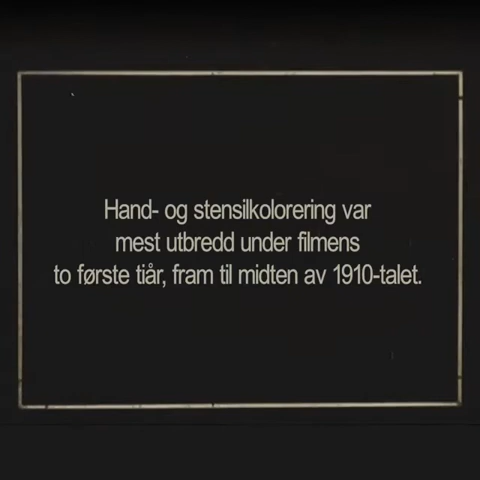 Hand- og stensilkolorering var
mest utbredd under filmens
to første tiår, fram til midten av 1910-talet.